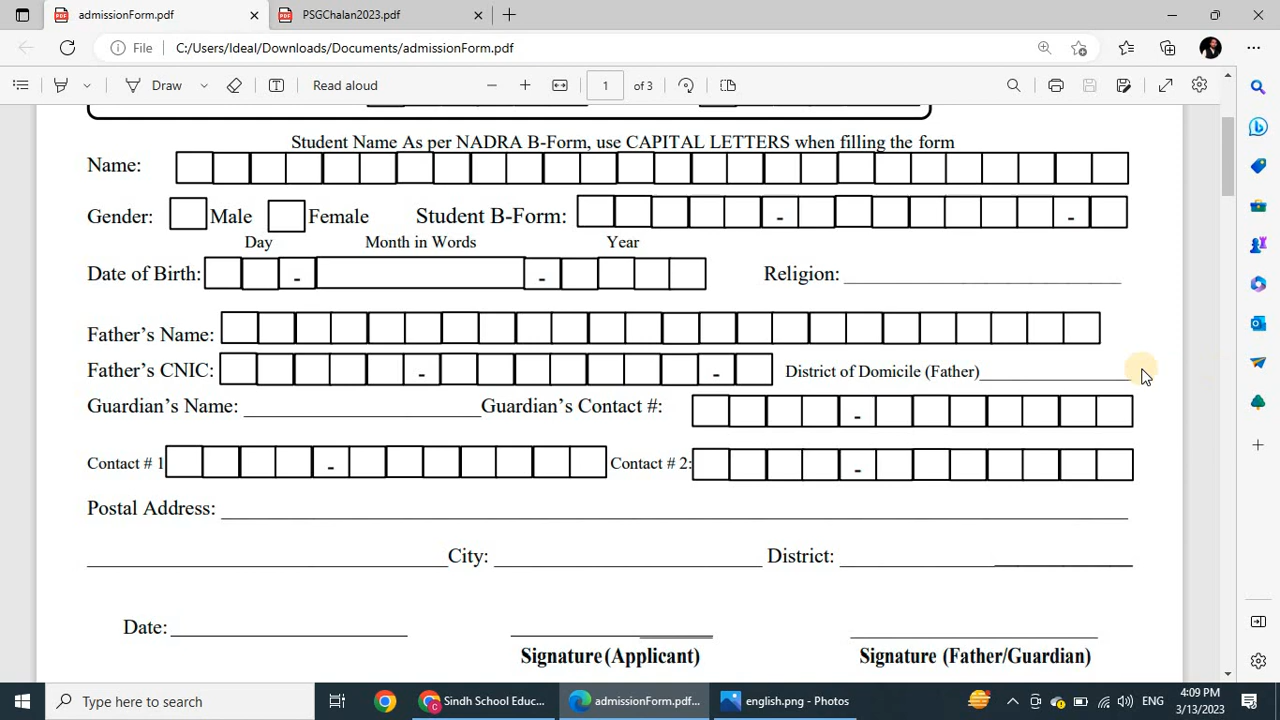 admissionForm.pdf
PSGChalan2023.pdf
File
C:/Users/Ideal/Downloads/Documents/admissionForm.pdf
Draw
Read aloud
1 of 3
Student Name As per NADRA B-Form, use CAPITAL LETTERS when filling the form
Name:
Gender: Male Female Student B-Form: - -
Day Month in Words Year
Date of Birth: - - Religion:
Father's Name:
Father's CNIC: - - District of Domicile (Father)
Guardian's Name: Guardian's Contact #: -
Contact # 1 - Contact # 2: -
Postal Address:
City: District:
Date:
Signature (Applicant) Signature (Father/Guardian)
Type here to search
Sindh School Educ...
admissionForm.pdf...
english.png - Photos
ENG
4:09 PM
3/13/2023